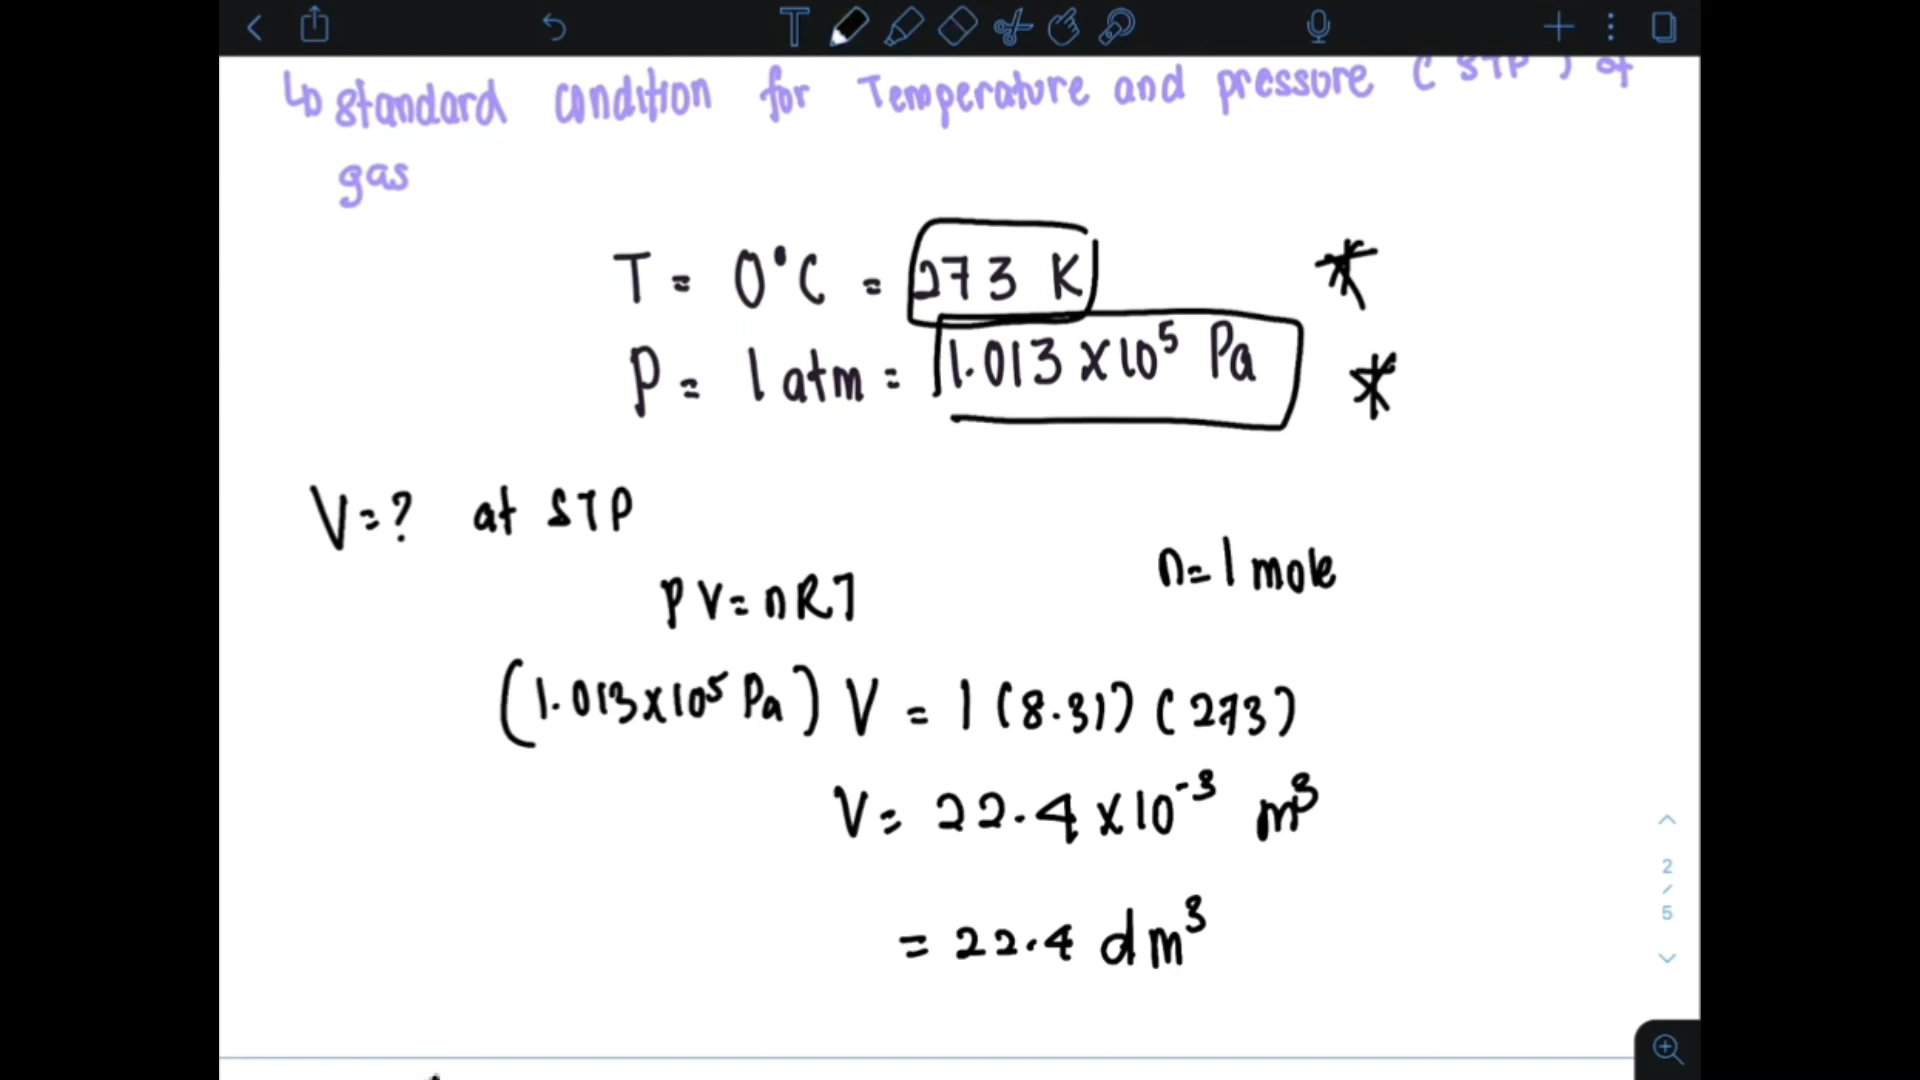 ↳ standard condition for Temperature and pressure (STP) of
gas
T = 0°C = 273 K *
P = 1 atm = 1.013 × 10⁵ Pa *
V = ? at STP
n = 1 mole
PV = nRT
(1.013 × 10⁵ Pa) V = 1 (8.31) (273)
V = 22.4 × 10⁻³ m³
= 22.4 dm³
2
/
5